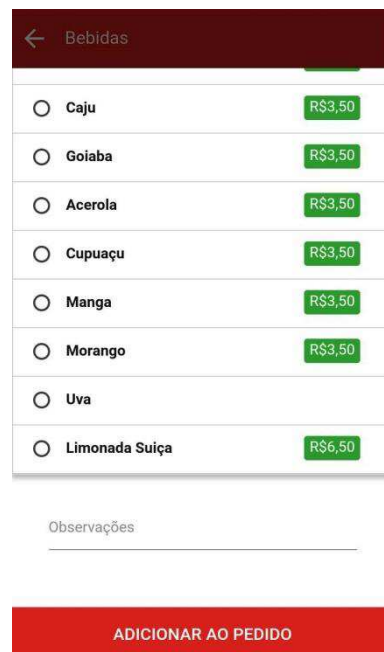 Bebidas
Caju R$3,50
Goiaba R$3,50
Acerola R$3,50
Cupuaçu R$3,50
Manga R$3,50
Morango R$3,50
Uva
Limonada Suiça R$6,50
Observações
ADICIONAR AO PEDIDO